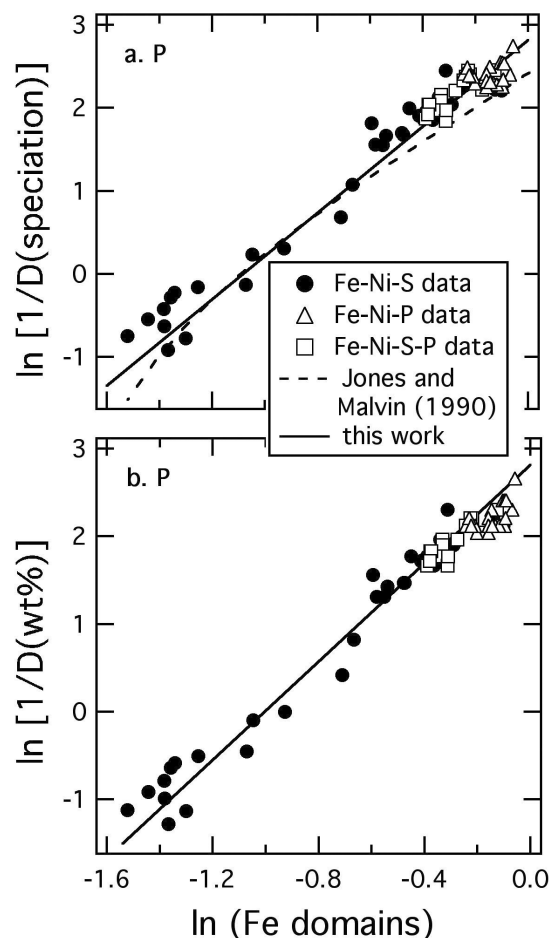 a. P
3
2
1
0
-1
ln [1/D(speciation)]
Fe-Ni-S data
Fe-Ni-P data
Fe-Ni-S-P data
Jones and
Malvin (1990)
this work
b. P
3
2
1
0
-1
ln [1/D(wt%)]
-1.6 -1.2 -0.8 -0.4 0.0
ln (Fe domains)